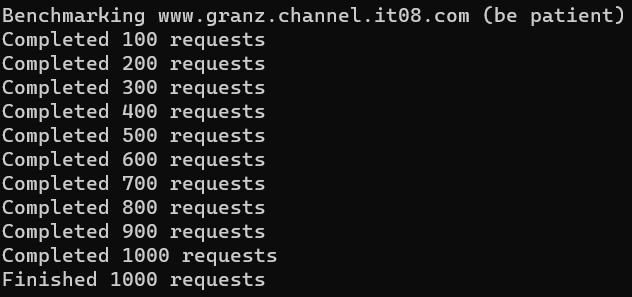 Benchmarking www.granz.channel.it08.com (be patient)
Completed 100 requests
Completed 200 requests
Completed 300 requests
Completed 400 requests
Completed 500 requests
Completed 600 requests
Completed 700 requests
Completed 800 requests
Completed 900 requests
Completed 1000 requests
Finished 1000 requests